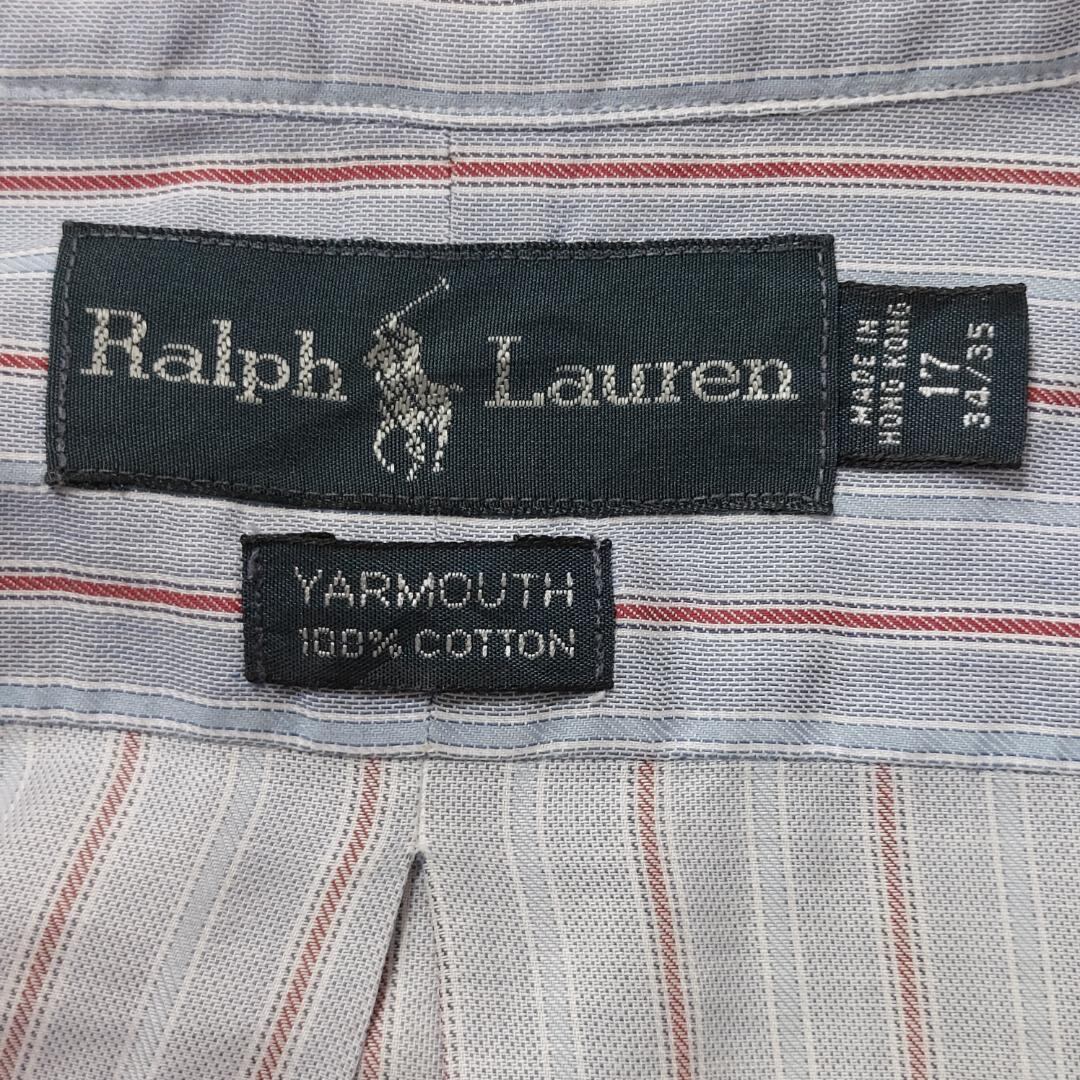 Ralph Lauren
MADE IN
HONG KONG
17
34/35
YARMOUTH
100% COTTON